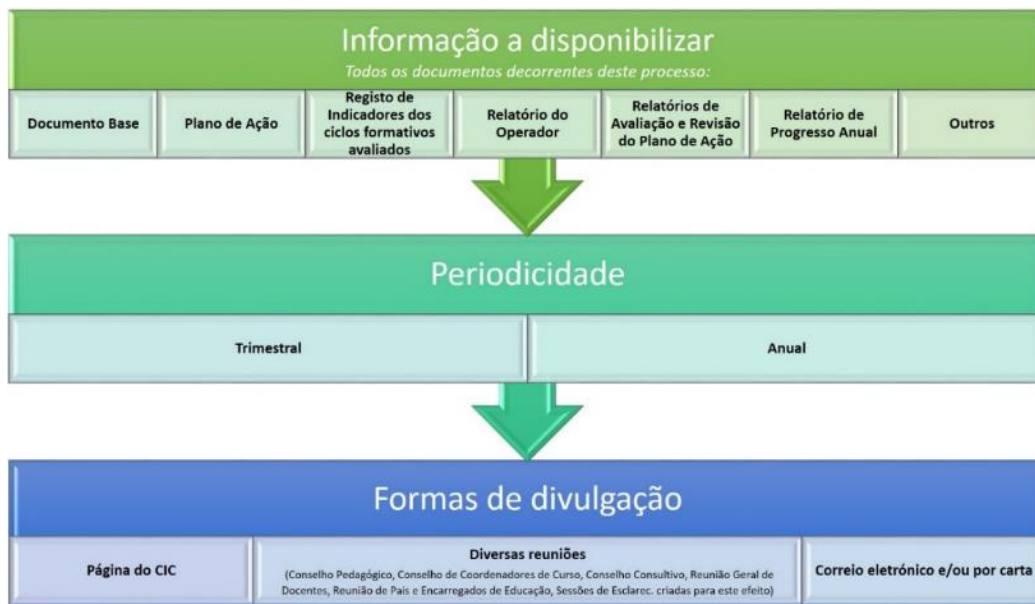 Informação a disponibilizar
Todos os documentos decorrentes deste processo:
Documento Base
Plano de Ação
Registo de
Indicadores dos
ciclos formativos
avaliados
Relatório do
Operador
Relatórios de
Avaliação e Revisão
do Plano de Ação
Relatório de
Progresso Anual
Outros
Periodicidade
Trimestral
Anual
Formas de divulgação
Página do CIC
Diversas reuniões
(Conselho Pedagógico, Conselho de Coordenadores de Curso, Conselho Consultivo, Reunião Geral de
Docentes, Reunião de Pais e Encarregados de Educação, Sessões de Esclarec. criadas para este efeito)
Correio eletrónico e/ou por carta